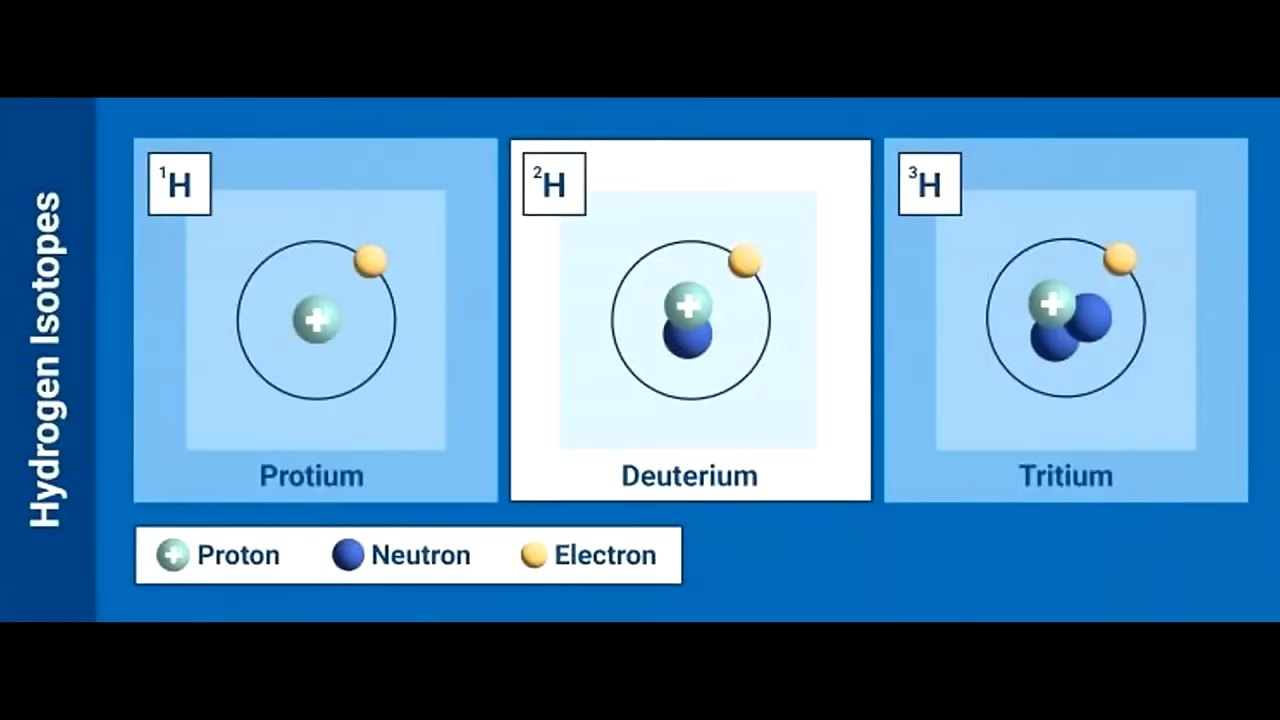 Hydrogen Isotopes
¹H
Protium
²H
Deuterium
³H
Tritium
Proton
Neutron
Electron